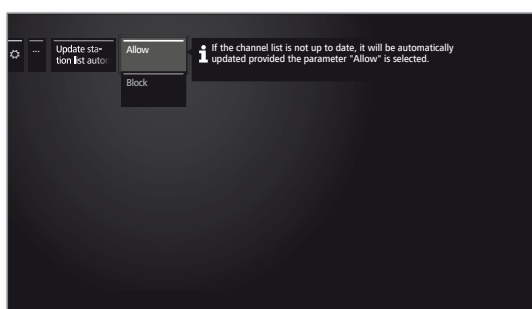 ...
Update sta-
tion list autor
Allow
Block
If the channel list is not up to date, it will be automatically
updated provided the parameter "Allow" is selected.